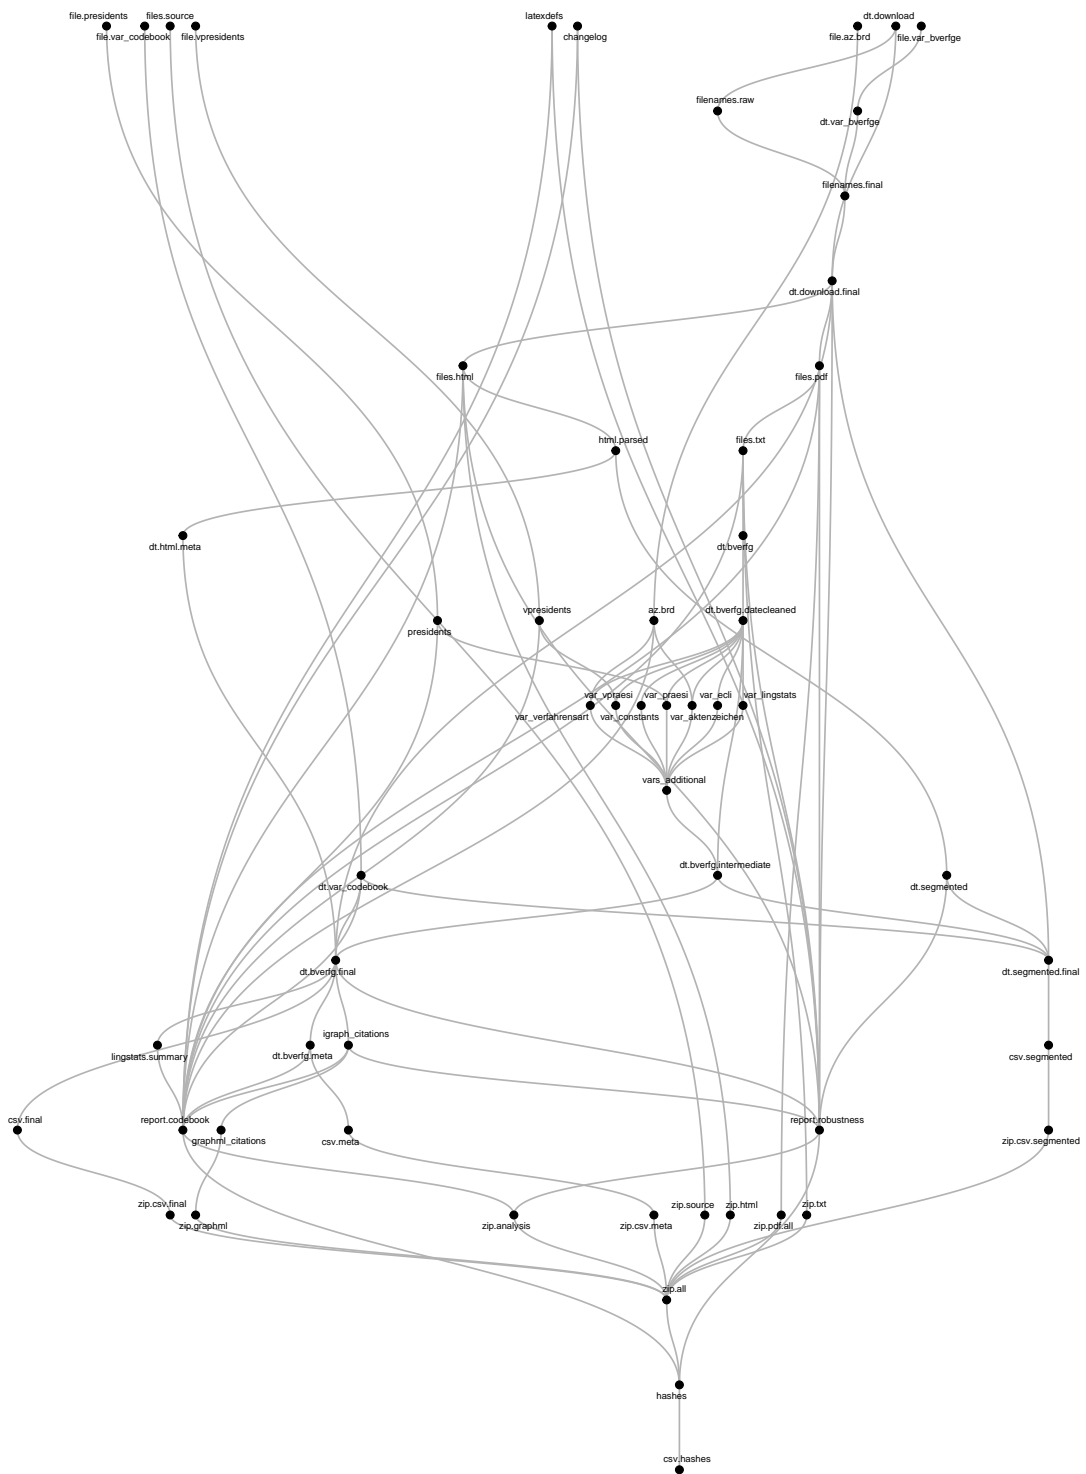 file.presidents
files.source
latexdefs
dt.download
file.var_codebook
file.vpresidents
changelog
file.az.brd
file.var_bverfge
filenames.raw
dt.var_bverfge
filenames.final
dt.download.final
files.html
files.pdf
html.parsed
files.txt
dt.html.meta
dt.bverfg
vpresidents
az.brd
dt.bverfg.datecleaned
presidents
var_vpraesi
var_praesi
var_ecli
var_lingstats
var_verfahrensart
var_constants
var_aktenzeichen
vars_additional
dt.bverfg.intermediate
dt.var_codebook
dt.segmented
dt.bverfg.final
dt.segmented.final
igraph_citations
lingstats.summary
dt.bverfg.meta
csv.segmented
csv.final
report.codebook
report.robustness
graphml_citations
csv.meta
zip.csv.segmented
zip.csv.final
zip.source
zip.html
zip.txt
zip.graphml
zip.analysis
zip.csv.meta
zip.pdf.all
zip.all
hashes
csv.hashes